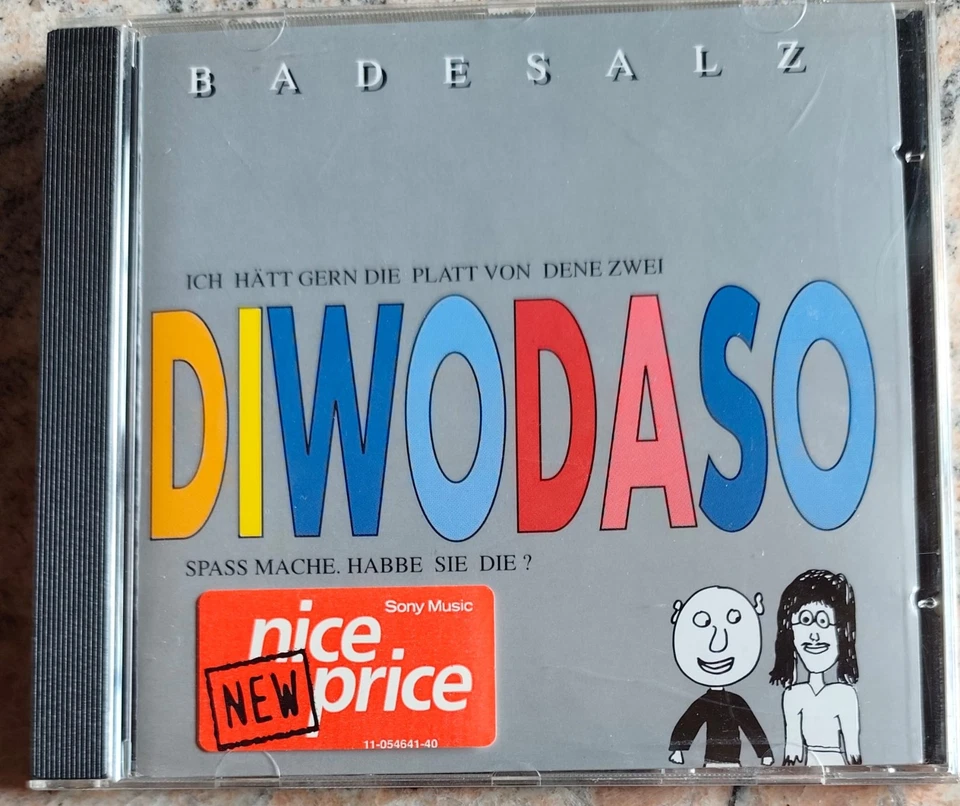 BADESALZ
ICH HÄTT GERN DIE PLATT VON DENE ZWEI
DIWODASO
SPASS MACHE. HABBE SIE DIE ?
Sony Music
nice
NEW price
11-054641-40